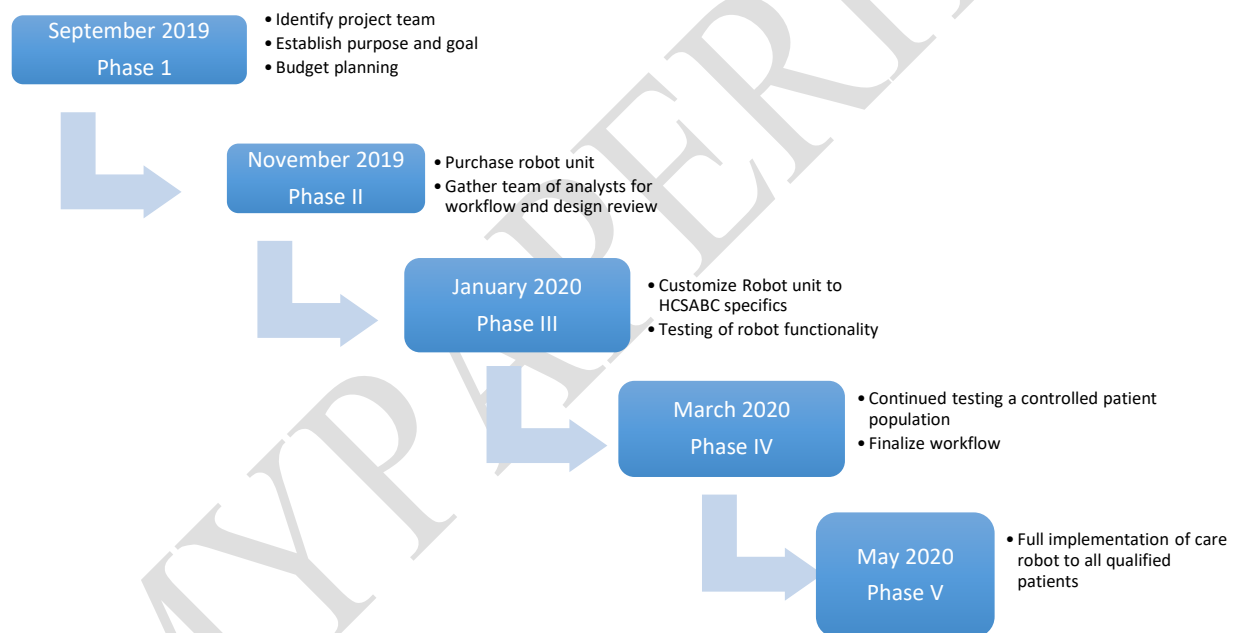 September 2019
Phase 1
• Identify project team
• Establish purpose and goal
• Budget planning
November 2019
Phase II
• Purchase robot unit
• Gather team of analysts for
workflow and design review
January 2020
Phase III
• Customize Robot unit to
HCSABC specifics
• Testing of robot functionality
March 2020
Phase IV
• Continued testing a controlled patient
population
• Finalize workflow
May 2020
Phase V
• Full implementation of care
robot to all qualified
patients
MYPAPERI